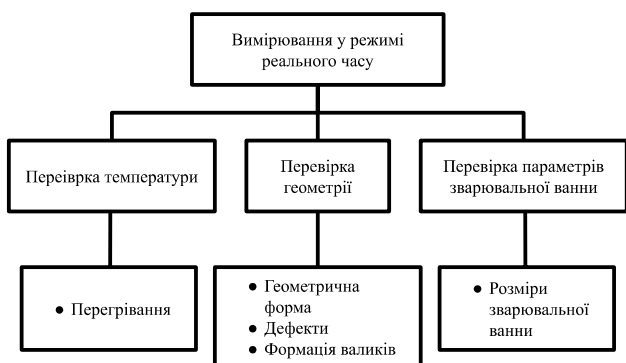 Вимірювання у режимі
реального часу
Переіврка температури
Перевірка
геометрії
Перевірка параметрів
зварювальної ванни
● Перегрівання
● Геометрична
форма
● Дефекти
● Формація валиків
● Розміри
зварювальної
ванни